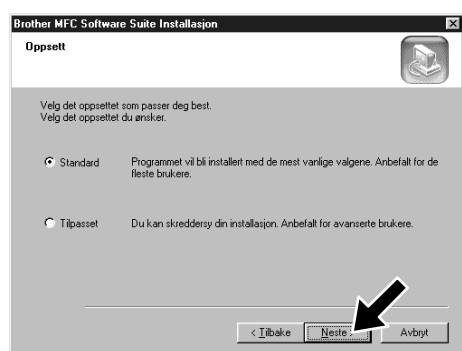 Brother MFC Software Suite Installasjon
Oppsett
Velg det oppsettet som passer deg best.
Velg det oppsettet du ønsker.
Standard Programmet vil bli installert med de mest vanlige valgene. Anbefalt for de
fleste brukere.
Tilpasset Du kan skreddersy din installasjon. Anbefalt for avanserte brukere.
< Tilbake Neste > Avbryt